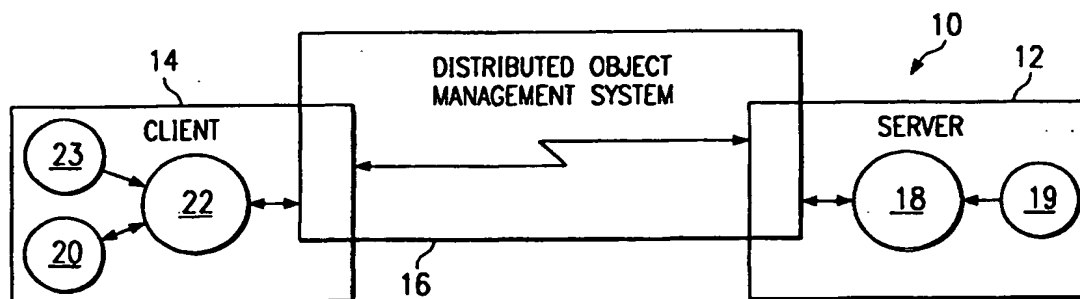 10
14
12
DISTRIBUTED OBJECT
MANAGEMENT SYSTEM
CLIENT
SERVER
23
22
18
19
20
16